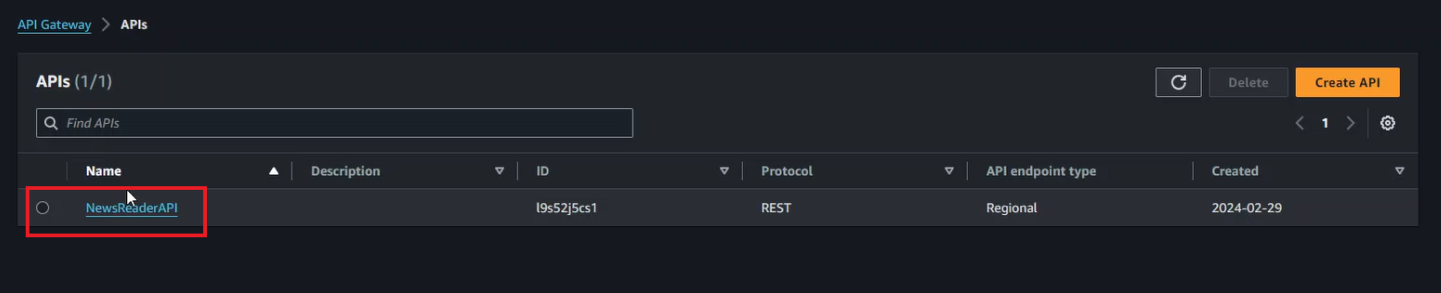 API Gateway > APIs
APIs (1/1)
Delete
Create API
Find APIs
1
Name Description ID Protocol API endpoint type Created
NewsReaderAPI l9s52j5cs1 REST Regional 2024-02-29